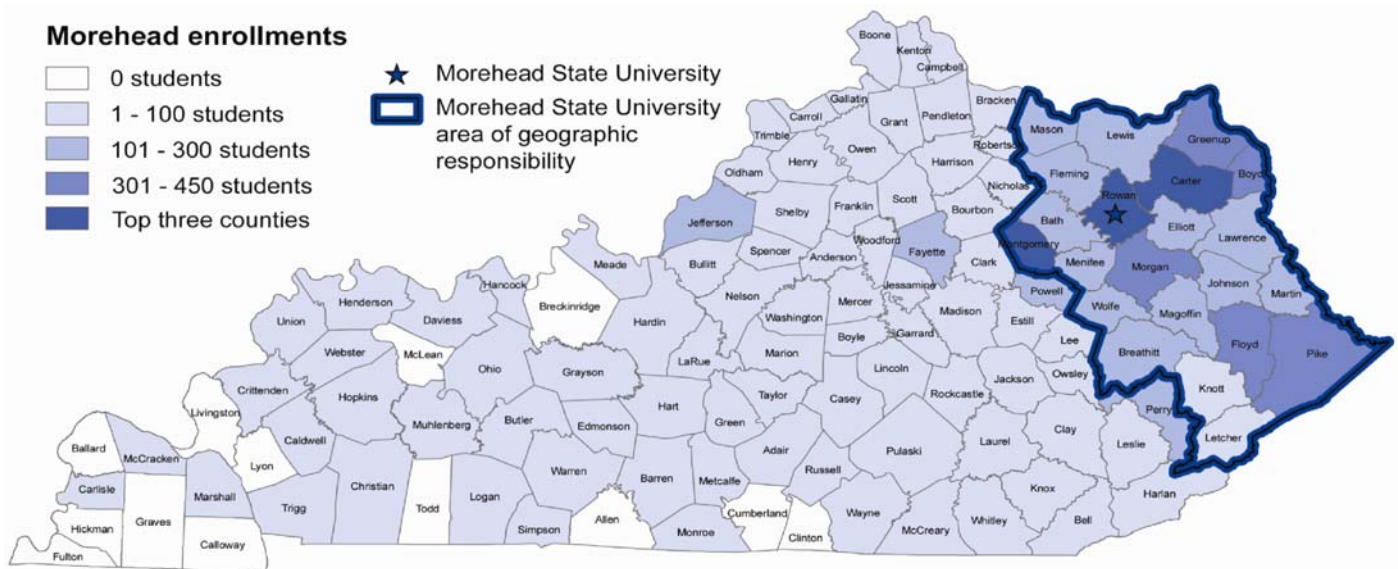 Morehead enrollments
0 students
1 - 100 students
101 - 300 students
301 - 450 students
Top three counties
Morehead State University
Morehead State University
area of geographic
responsibility
Boone
Kenton
Campbell
Gallatin
Bracken
Carroll
Grant
Pendleton
Trimble
Mason
Lewis
Greenup
Robertson
Owen
Henry
Harrison
Oldham
Fleming
Boyd
Carter
Nicholas
Rowan
Scott
Franklin
Shelby
Bourbon
Jefferson
Bath
Elliott
Lawrence
Woodford
Fayette
Montgomery
Spencer
Anderson
Clark
Menifee
Bullitt
Morgan
Meade
Jessamine
Johnson
Hancock
Powell
Martin
Nelson
Mercer
Breckinridge
Henderson
Wolfe
Madison
Washington
Magoffin
Union
Daviess
Hardin
Estill
Garrard
Boyle
Lee
Floyd
Pike
Webster
McLean
Marion
Breathitt
LaRue
Ohio
Lincoln
Grayson
Owsley
Jackson
Knott
Crittenden
Taylor
Rockcastle
Hopkins
Casey
Hart
Perry
Livingston
Muhlenberg
Butler
Green
Clay
Edmonson
Letcher
Caldwell
Laurel
Leslie
Ballard
Adair
Pulaski
McCracken
Lyon
Warren
Russell
Barren
Metcalfe
Christian
Carlisle
Marshall
Knox
Harlan
Logan
Todd
Trigg
Wayne
Cumberland
Graves
Allen
Whitley
Bell
Hickman
Simpson
McCreary
Monroe
Clinton
Calloway
Fulton